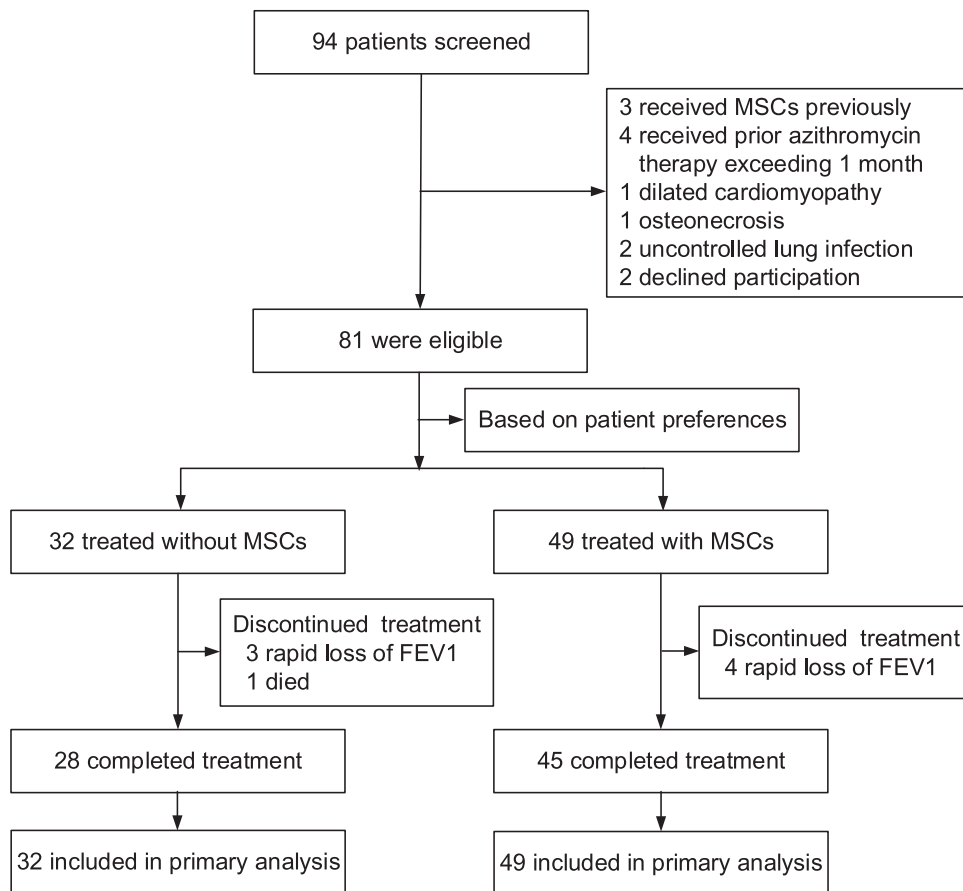 94 patients screened
3 received MSCs previously
4 received prior azithromycin
therapy exceeding 1 month
1 dilated cardiomyopathy
1 osteonecrosis
2 uncontrolled lung infection
2 declined participation
81 were eligible
Based on patient preferences
32 treated without MSCs
49 treated with MSCs
Discontinued treatment
3 rapid loss of FEV1
1 died
Discontinued treatment
4 rapid loss of FEV1
28 completed treatment
45 completed treatment
32 included in primary analysis
49 included in primary analysis